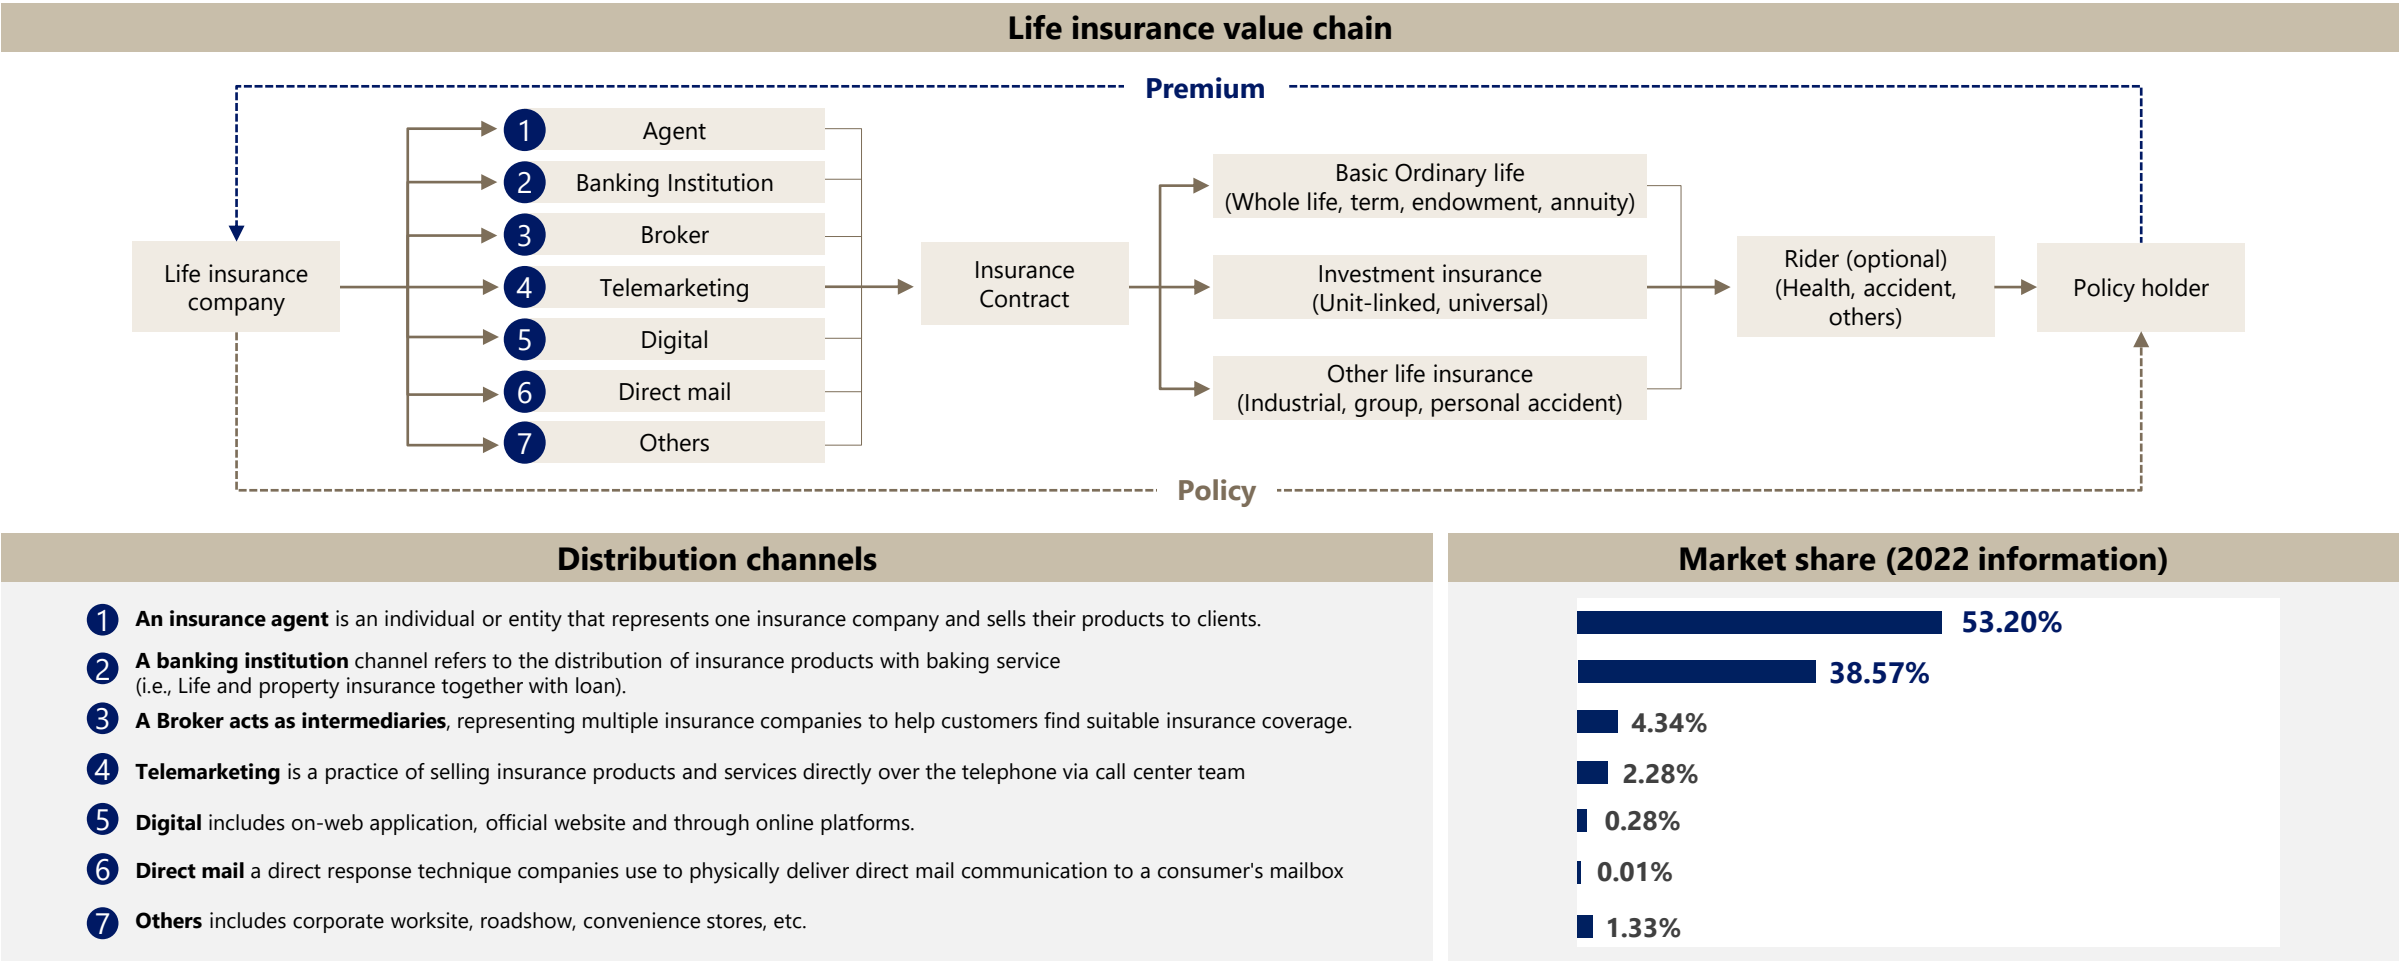 Life insurance value chain
Premium
Life insurance
company
1 Agent
2 Banking Institution
3 Broker
4 Telemarketing
5 Digital
6 Direct mail
7 Others
Insurance
Contract
Basic Ordinary life
(Whole life, term, endowment, annuity)
Investment insurance
(Unit-linked, universal)
Other life insurance
(Industrial, group, personal accident)
Rider (optional)
(Health, accident,
others)
Policy holder
Policy
Distribution channels
1 An insurance agent is an individual or entity that represents one insurance company and sells their products to clients.
2 A banking institution channel refers to the distribution of insurance products with baking service
(i.e., Life and property insurance together with loan).
3 A Broker acts as intermediaries, representing multiple insurance companies to help customers find suitable insurance coverage.
4 Telemarketing is a practice of selling insurance products and services directly over the telephone via call center team
5 Digital includes on-web application, official website and through online platforms.
6 Direct mail a direct response technique companies use to physically deliver direct mail communication to a consumer's mailbox
7 Others includes corporate worksite, roadshow, convenience stores, etc.
Market share (2022 information)
53.20%
38.57%
4.34%
2.28%
0.28%
0.01%
1.33%